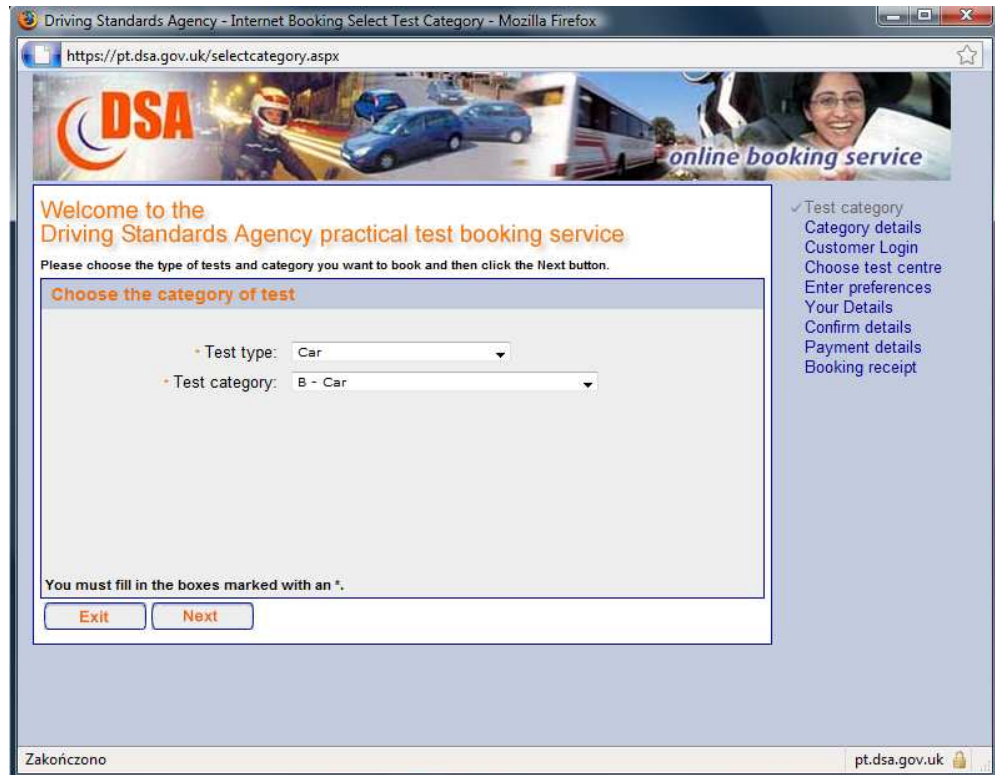 Driving Standards Agency - Internet Booking Select Test Category - Mozilla Firefox
https://pt.dsa.gov.uk/selectcategory.aspx
DSA
online booking service
Welcome to the
Driving Standards Agency practical test booking service
Please choose the type of tests and category you want to book and then click the Next button.
Choose the category of test
* Test type: Car
* Test category: B - Car
You must fill in the boxes marked with an *.
Exit Next
✓Test category
Category details
Customer Login
Choose test centre
Enter preferences
Your Details
Confirm details
Payment details
Booking receipt
Zakończono pt.dsa.gov.uk